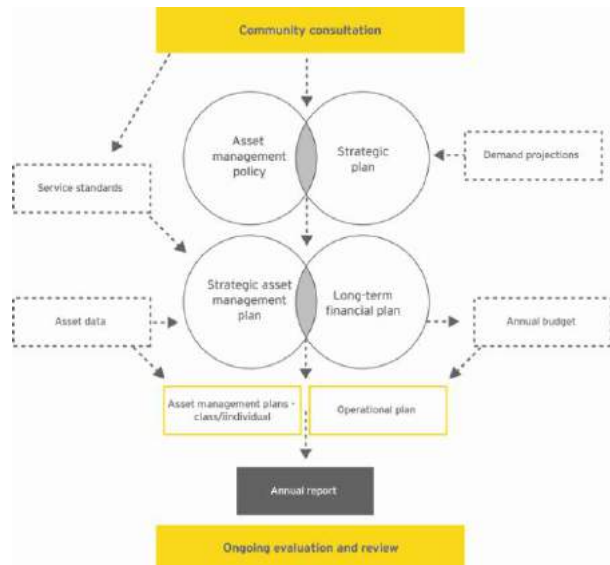 Community consultation
Asset
management
policy
Strategic
plan
Demand projections
Service standards
Strategic asset
management
plan
Long-term
financial plan
Asset data
Annual budget
Asset management plans -
class/iindividual
Operational plan
Annual report
Ongoing evaluation and review